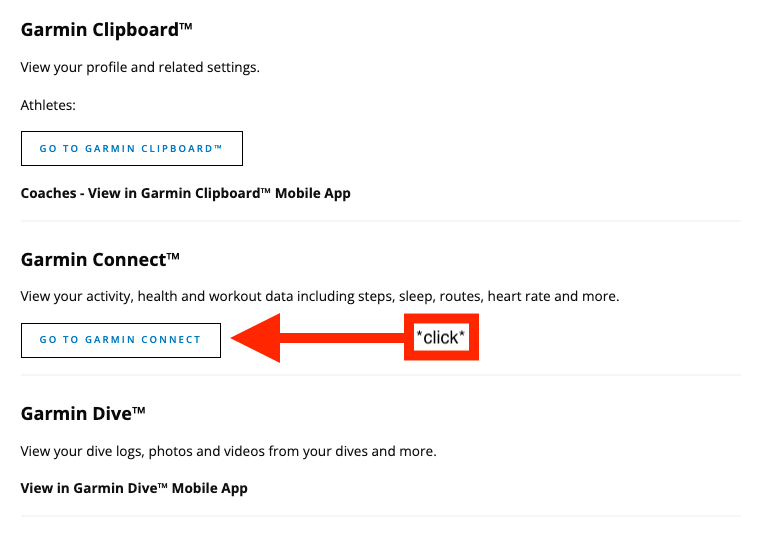 Garmin Clipboard™
View your profile and related settings.
Athletes:
GO TO GARMIN CLIPBOARD™
Coaches - View in Garmin Clipboard™ Mobile App
Garmin Connect™
View your activity, health and workout data including steps, sleep, routes, heart rate and more.
GO TO GARMIN CONNECT
*click*
Garmin Dive™
View your dive logs, photos and videos from your dives and more.
View in Garmin Dive™ Mobile App